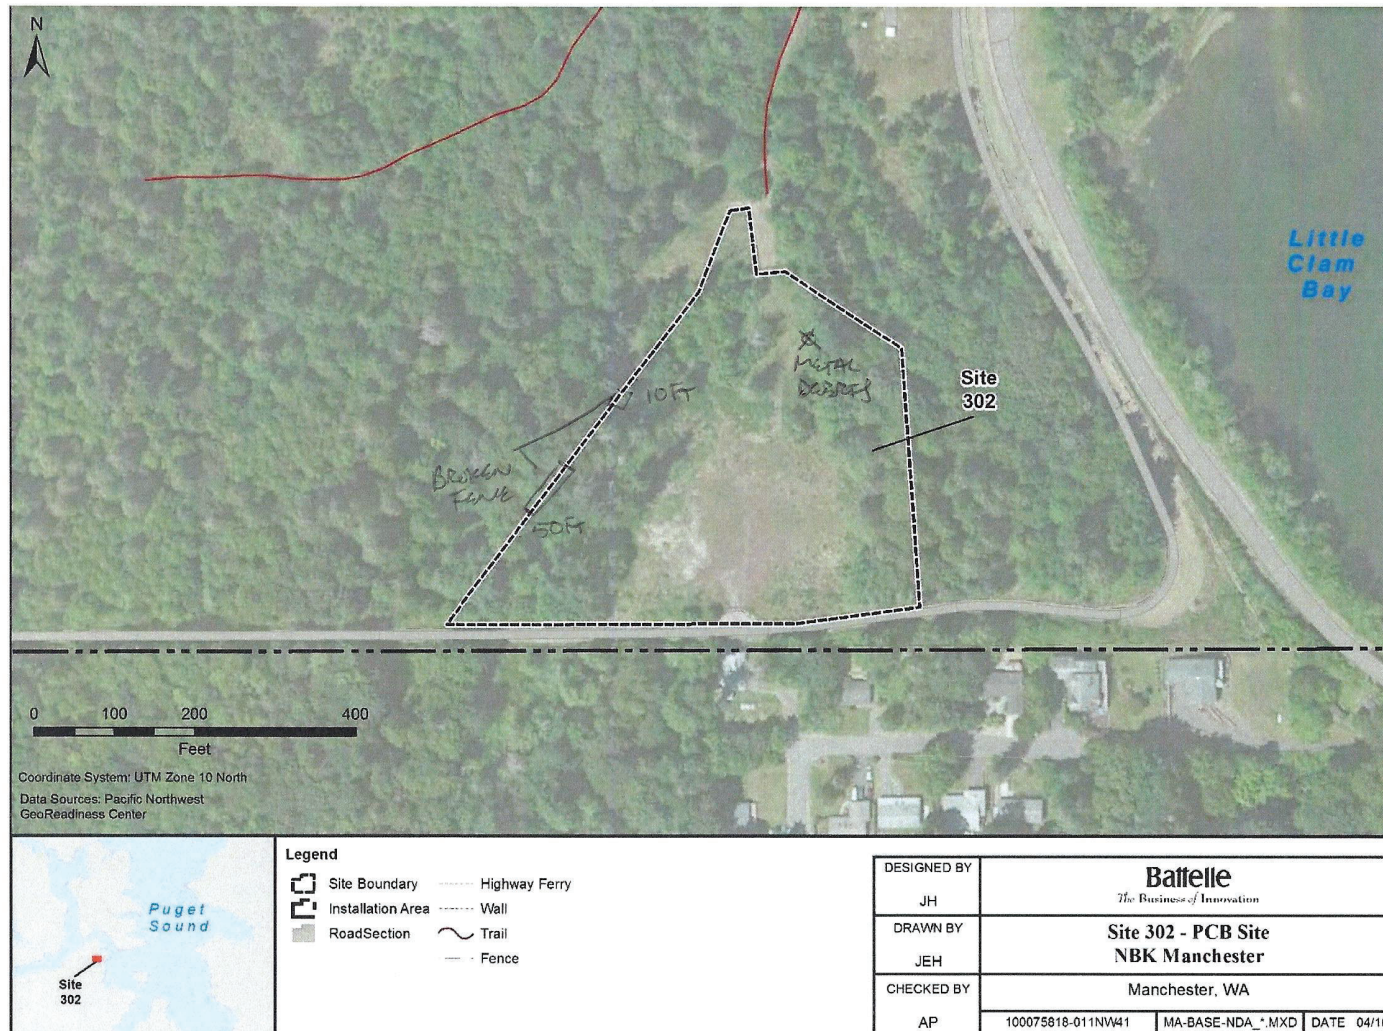 N
Little
Clam
Bay
METAL
DEBRIS
10FT
Site
302
BROKEN
FENCE
50FT
0 100 200 400
Feet
Coordinate System: UTM Zone 10 North
Data Sources: Pacific Northwest
GeoReadiness Center
Puget
Sound
Site
302
Legend
Site Boundary
Installation Area
RoadSection
Highway Ferry
Wall
Trail
Fence
DESIGNED BY
JH
DRAWN BY
JEH
CHECKED BY
AP
Battelle
The Business of Innovation
Site 302 - PCB Site
NBK Manchester
Manchester, WA
100075818-011NW41 MA-BASE-NDA_*.MXD DATE 04/1